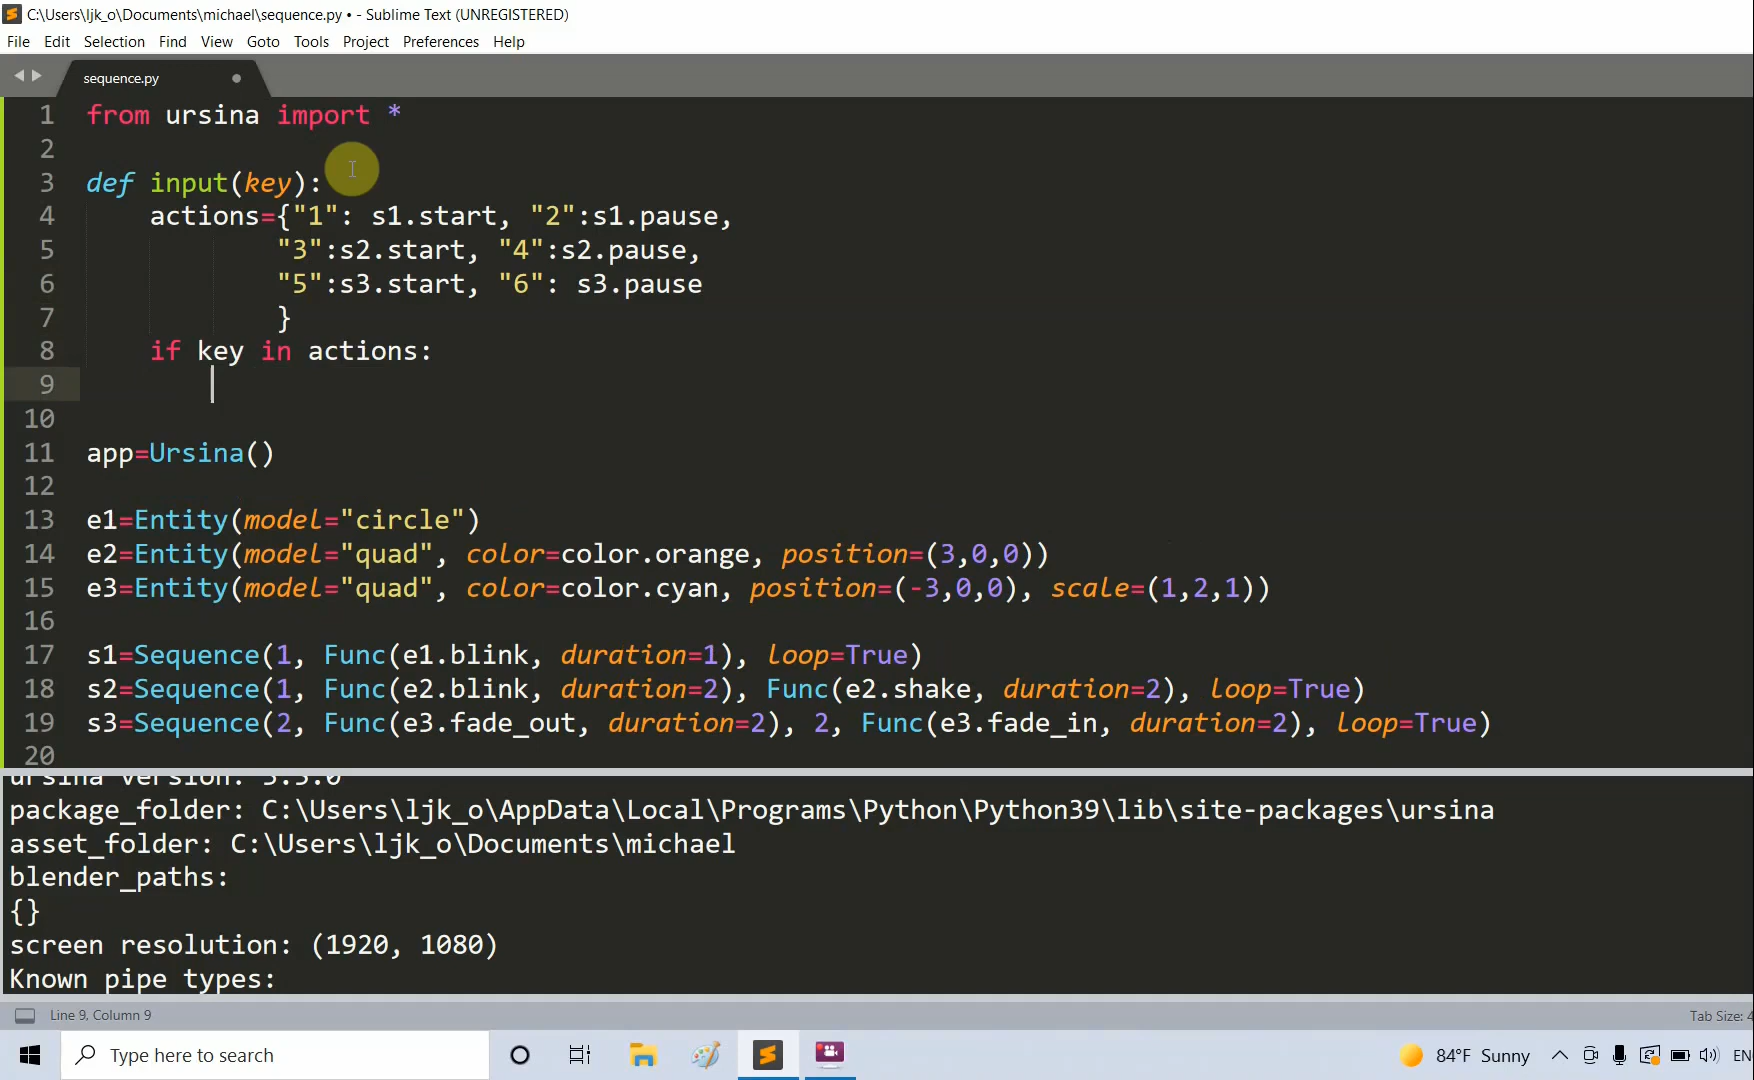 C:\Users\ljk_o\Documents\michael\sequence.py • - Sublime Text (UNREGISTERED)
File Edit Selection Find View Goto Tools Project Preferences Help
sequence.py
1 from ursina import *
2
3 def input(key):
4 actions={"1": s1.start, "2":s1.pause,
5 "3":s2.start, "4":s2.pause,
6 "5":s3.start, "6": s3.pause
7 }
8 if key in actions:
9
10
11 app=Ursina()
12
13 e1=Entity(model="circle")
14 e2=Entity(model="quad", color=color.orange, position=(3,0,0))
15 e3=Entity(model="quad", color=color.cyan, position=(-3,0,0), scale=(1,2,1))
16
17 s1=Sequence(1, Func(e1.blink, duration=1), loop=True)
18 s2=Sequence(1, Func(e2.blink, duration=2), Func(e2.shake, duration=2), loop=True)
19 s3=Sequence(2, Func(e3.fade_out, duration=2), 2, Func(e3.fade_in, duration=2), loop=True)
20
ursina version:
package_folder: C:\Users\ljk_o\AppData\Local\Programs\Python\Python39\lib\site-packages\ursina
asset_folder: C:\Users\ljk_o\Documents\michael
blender_paths:
{}
screen resolution: (1920, 1080)
Known pipe types:
Line 9, Column 9 Tab Size: 4
Type here to search 84°F Sunny